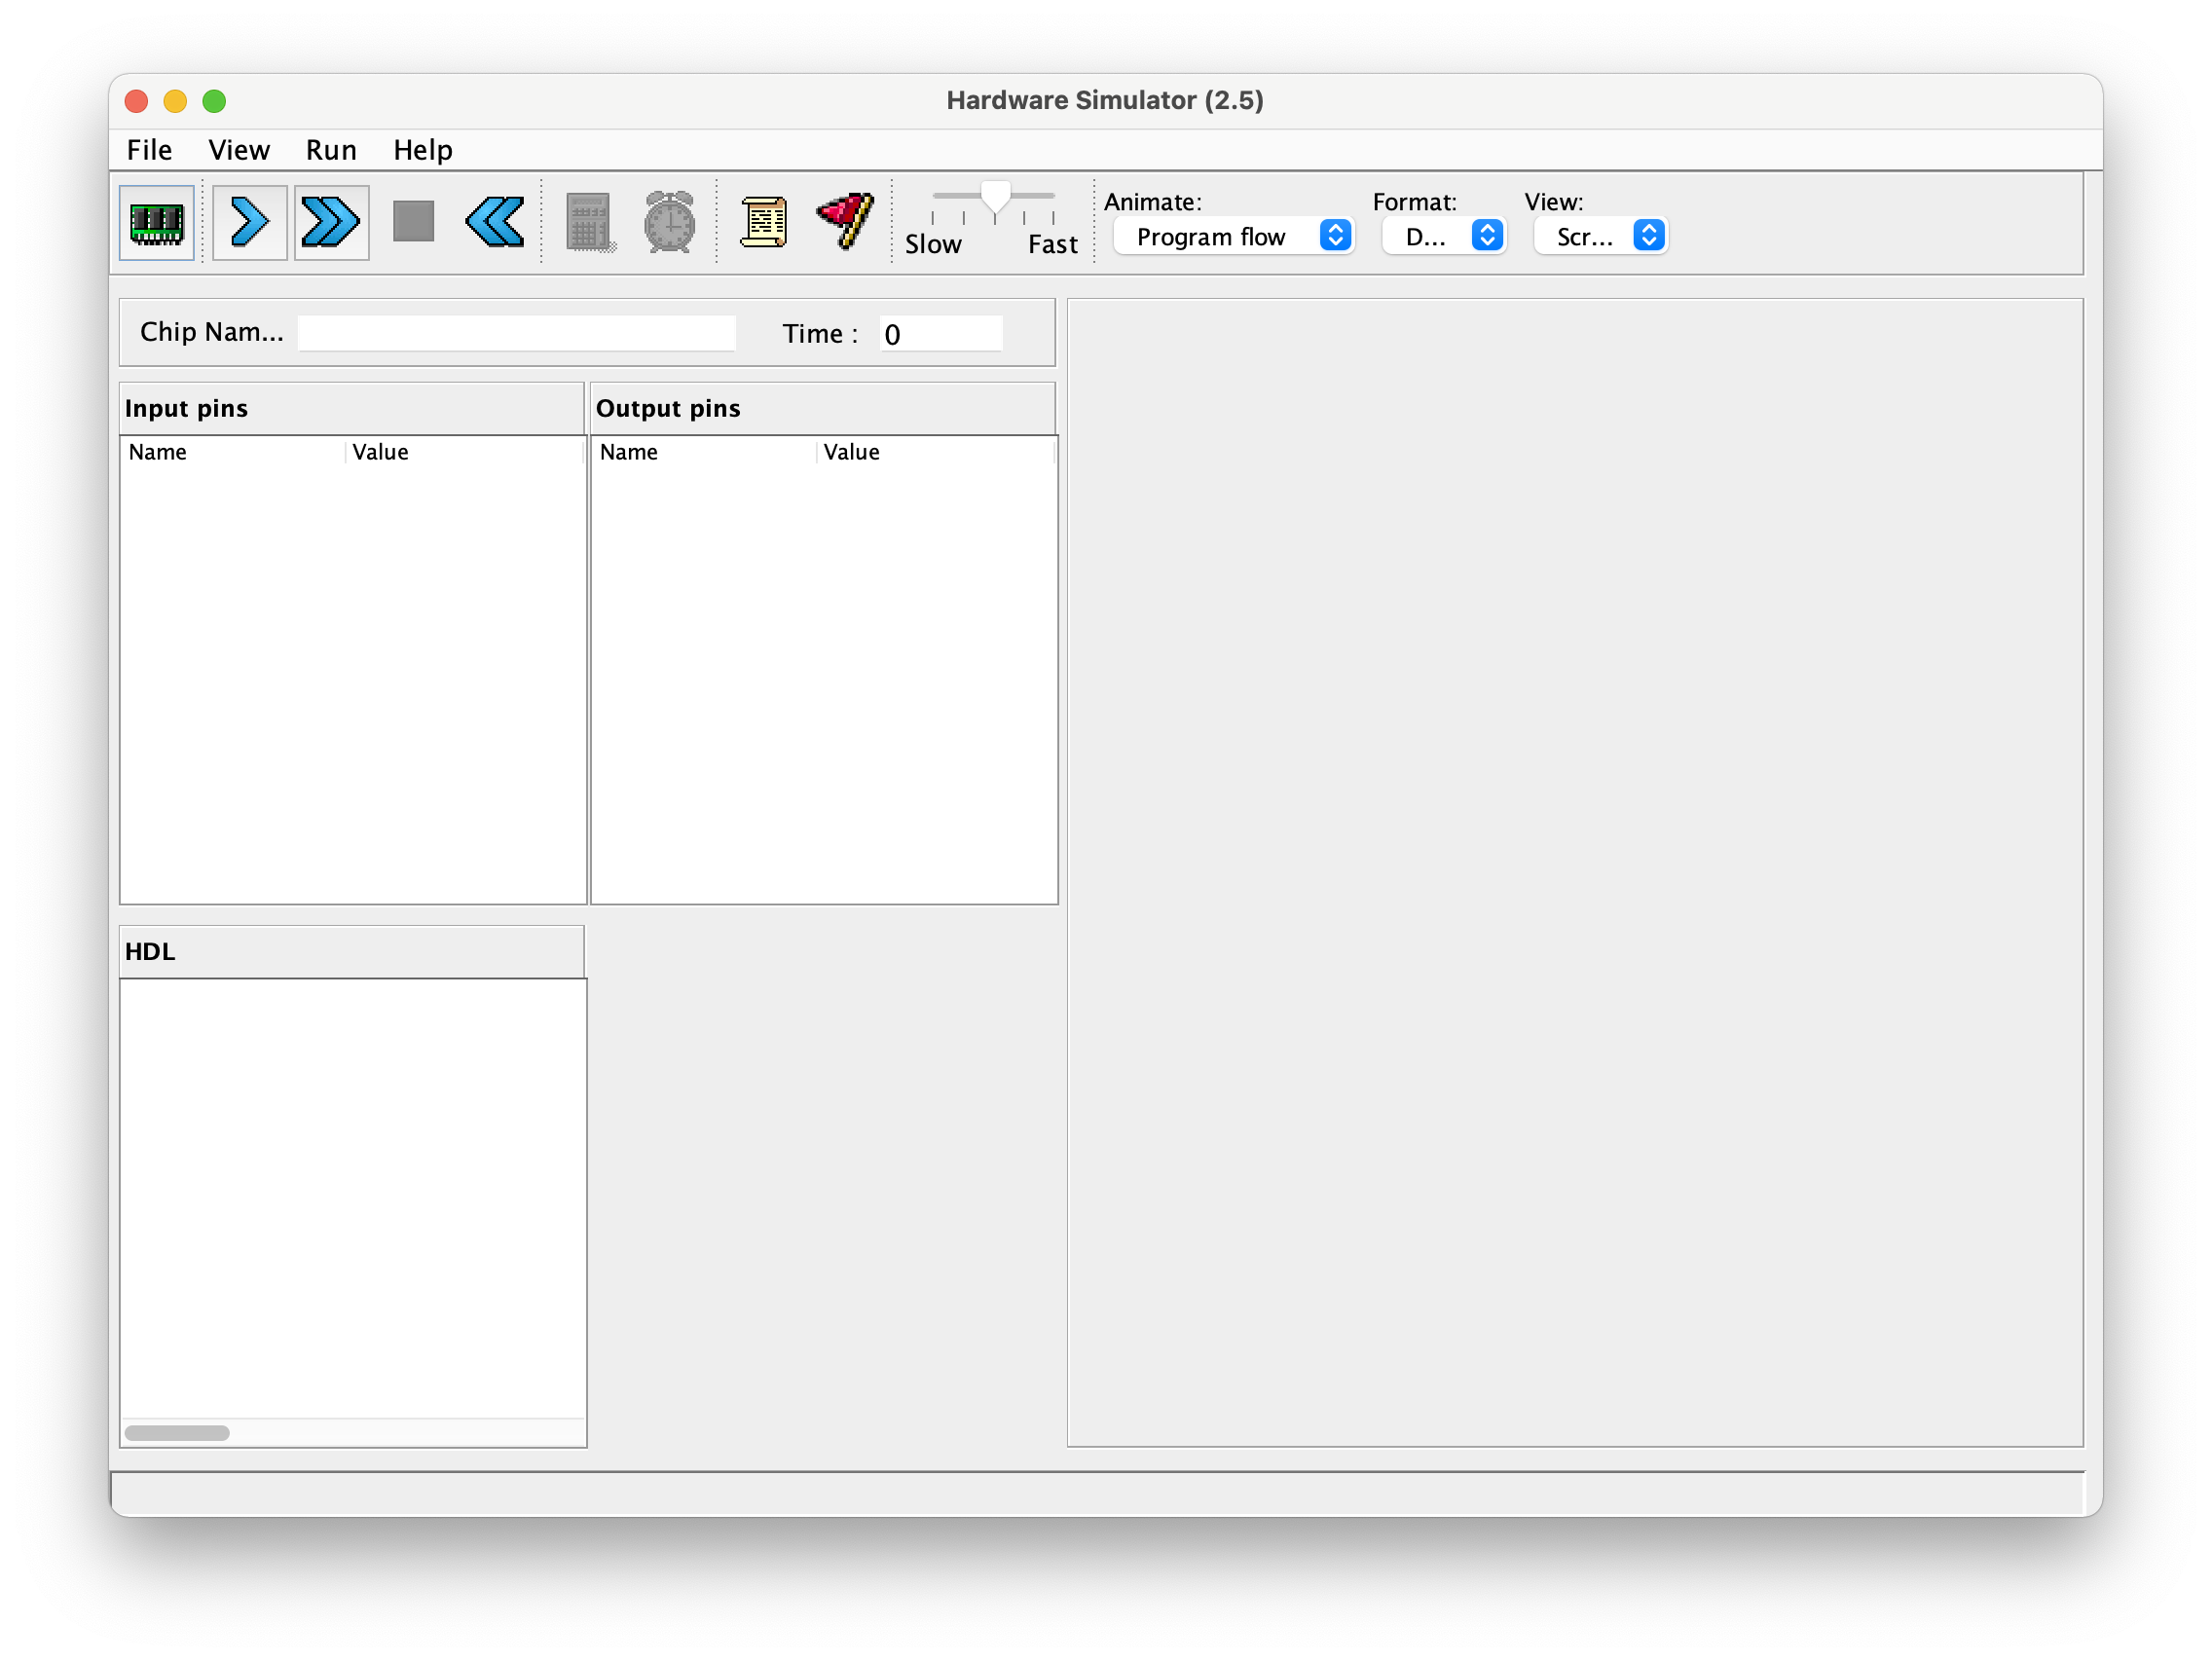 Hardware Simulator (2.5)
File View Run Help
Animate: Format: View:
Slow Fast Program flow D... Scr...
Chip Nam... Time : 0
Input pins Output pins
Name Value Name Value
HDL